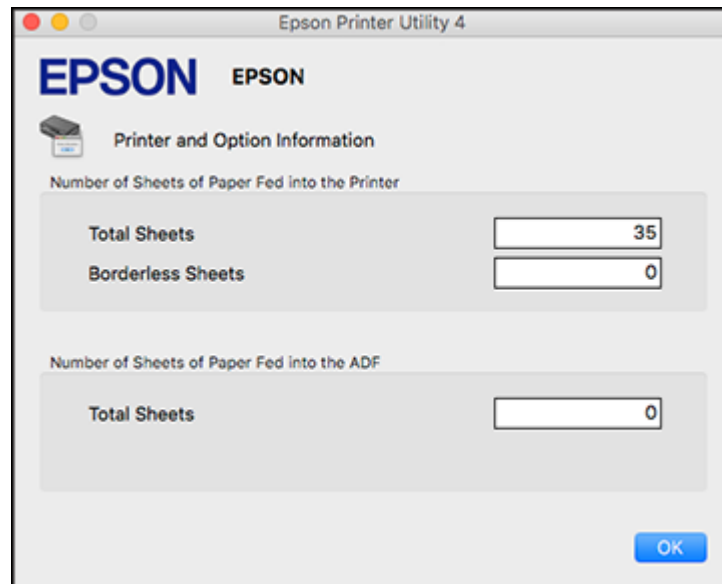 Epson Printer Utility 4
EPSON EPSON
Printer and Option Information
Number of Sheets of Paper Fed into the Printer
Total Sheets 35
Borderless Sheets 0
Number of Sheets of Paper Fed into the ADF
Total Sheets 0
OK